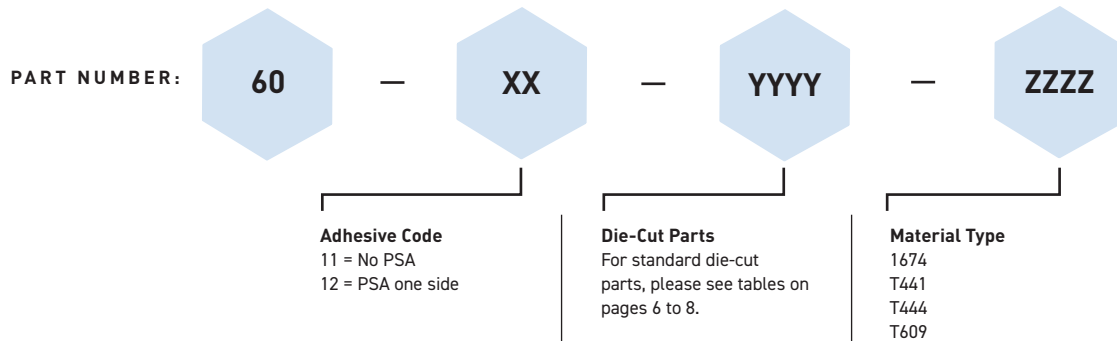 PART NUMBER: 60 — XX — YYYY — ZZZZ
Adhesive Code
11 = No PSA
12 = PSA one side
Die-Cut Parts
For standard die-cut
parts, please see tables on
pages 6 to 8.
Material Type
1674
T441
T444
T609